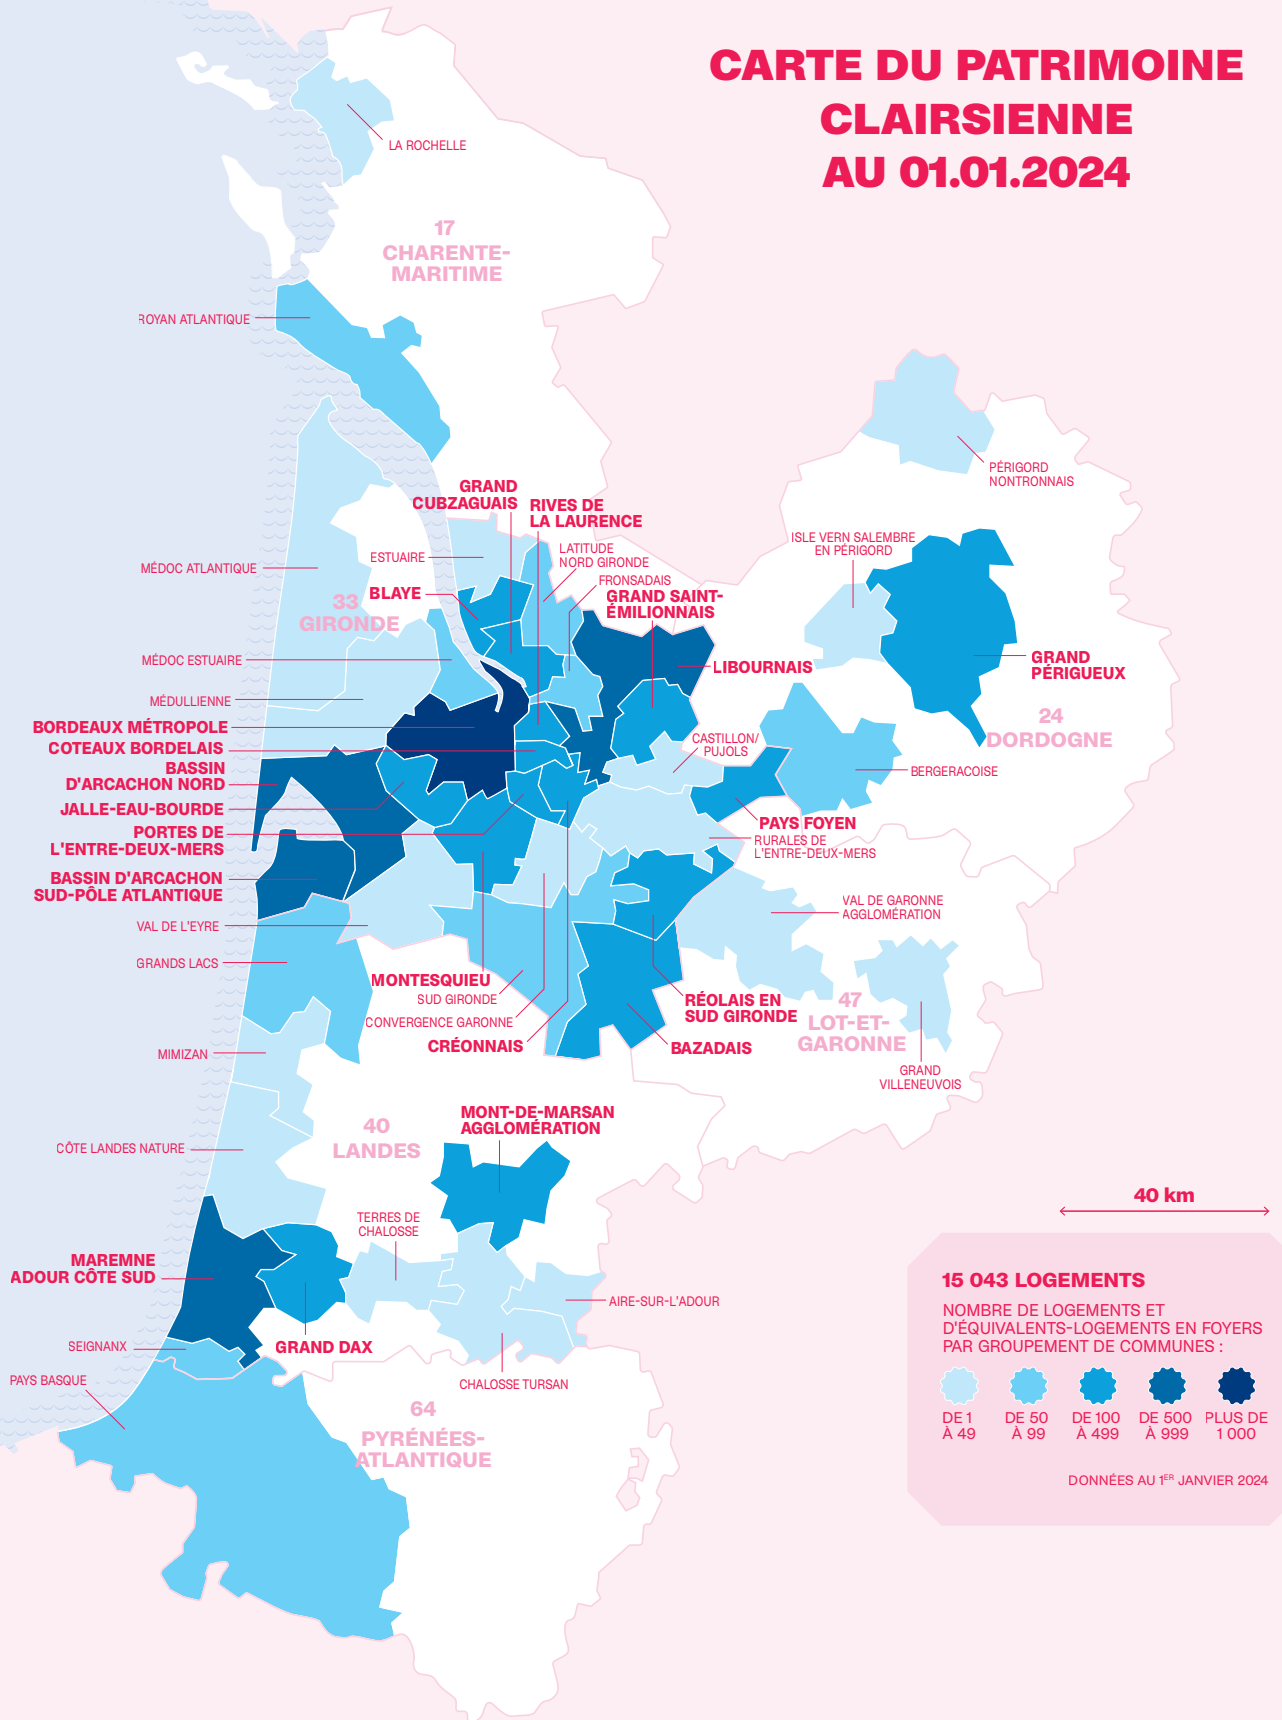 CARTE DU PATRIMOINE
CLAIRSIENNE
AU 01.01.2024
LA ROCHELLE
17
CHARENTE-
MARITIME
ROYAN ATLANTIQUE
PÉRIGORD
NONTRONNAIS
GRAND
CUBZAGUAIS
RIVES DE
LA LAURENCE
ISLE VERN SALEMBRE
EN PÉRIGORD
ESTUAIRE
LATITUDE
NORD GIRONDE
MÉDOC ATLANTIQUE
FRONSADAIS
BLAYE
GRAND SAINT-
ÉMILIONNAIS
33
GIRONDE
MÉDOC ESTUAIRE
LIBOURNAIS
GRAND
PÉRIGUEUX
MÉDULLIENNE
24
DORDOGNE
BORDEAUX MÉTROPOLE
COTEAUX BORDELAIS
CASTILLON/
PUJOLS
BASSIN
D'ARCACHON NORD
BERGERACOISE
JALLE-EAU-BOURDE
PORTES DE
L'ENTRE-DEUX-MERS
PAYS FOYEN
RURALES DE
L'ENTRE-DEUX-MERS
BASSIN D'ARCACHON
SUD-PÔLE ATLANTIQUE
VAL DE GARONNE
AGGLOMÉRATION
VAL DE L'EYRE
GRANDS LACS
MONTESQUIEU
SUD GIRONDE
CONVERGENCE GARONNE
CRÉONNAIS
RÉOLAIS EN
SUD GIRONDE
BAZADAIS
47
LOT-ET-
GARONNE
GRAND
VILLENEUVOIS
MIMIZAN
40
LANDES
MONT-DE-MARSAN
AGGLOMÉRATION
CÔTE LANDES NATURE
TERRES DE
CHALOSSE
40 km
MAREMNE
ADOUR CÔTE SUD
AIRE-SUR-L'ADOUR
SEIGNANX
GRAND DAX
PAYS BASQUE
CHALOSSE TURSAN
64
PYRÉNÉES-
ATLANTIQUE
15 043 LOGEMENTS
NOMBRE DE LOGEMENTS ET
D'ÉQUIVALENTS-LOGEMENTS EN FOYERS
PAR GROUPEMENT DE COMMUNES :
DE 1
À 49
DE 50
À 99
DE 100
À 499
DE 500
À 999
PLUS DE
1 000
DONNÉES AU 1ER JANVIER 2024